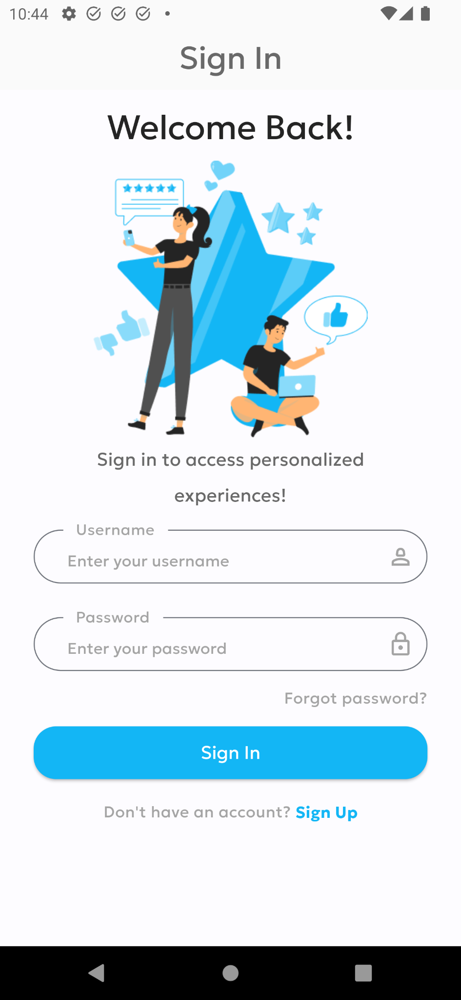 10:44
Sign In
Welcome Back!
Sign in to access personalized
experiences!
Username
Enter your username
Password
Enter your password
Forgot password?
Sign In
Don't have an account? Sign Up